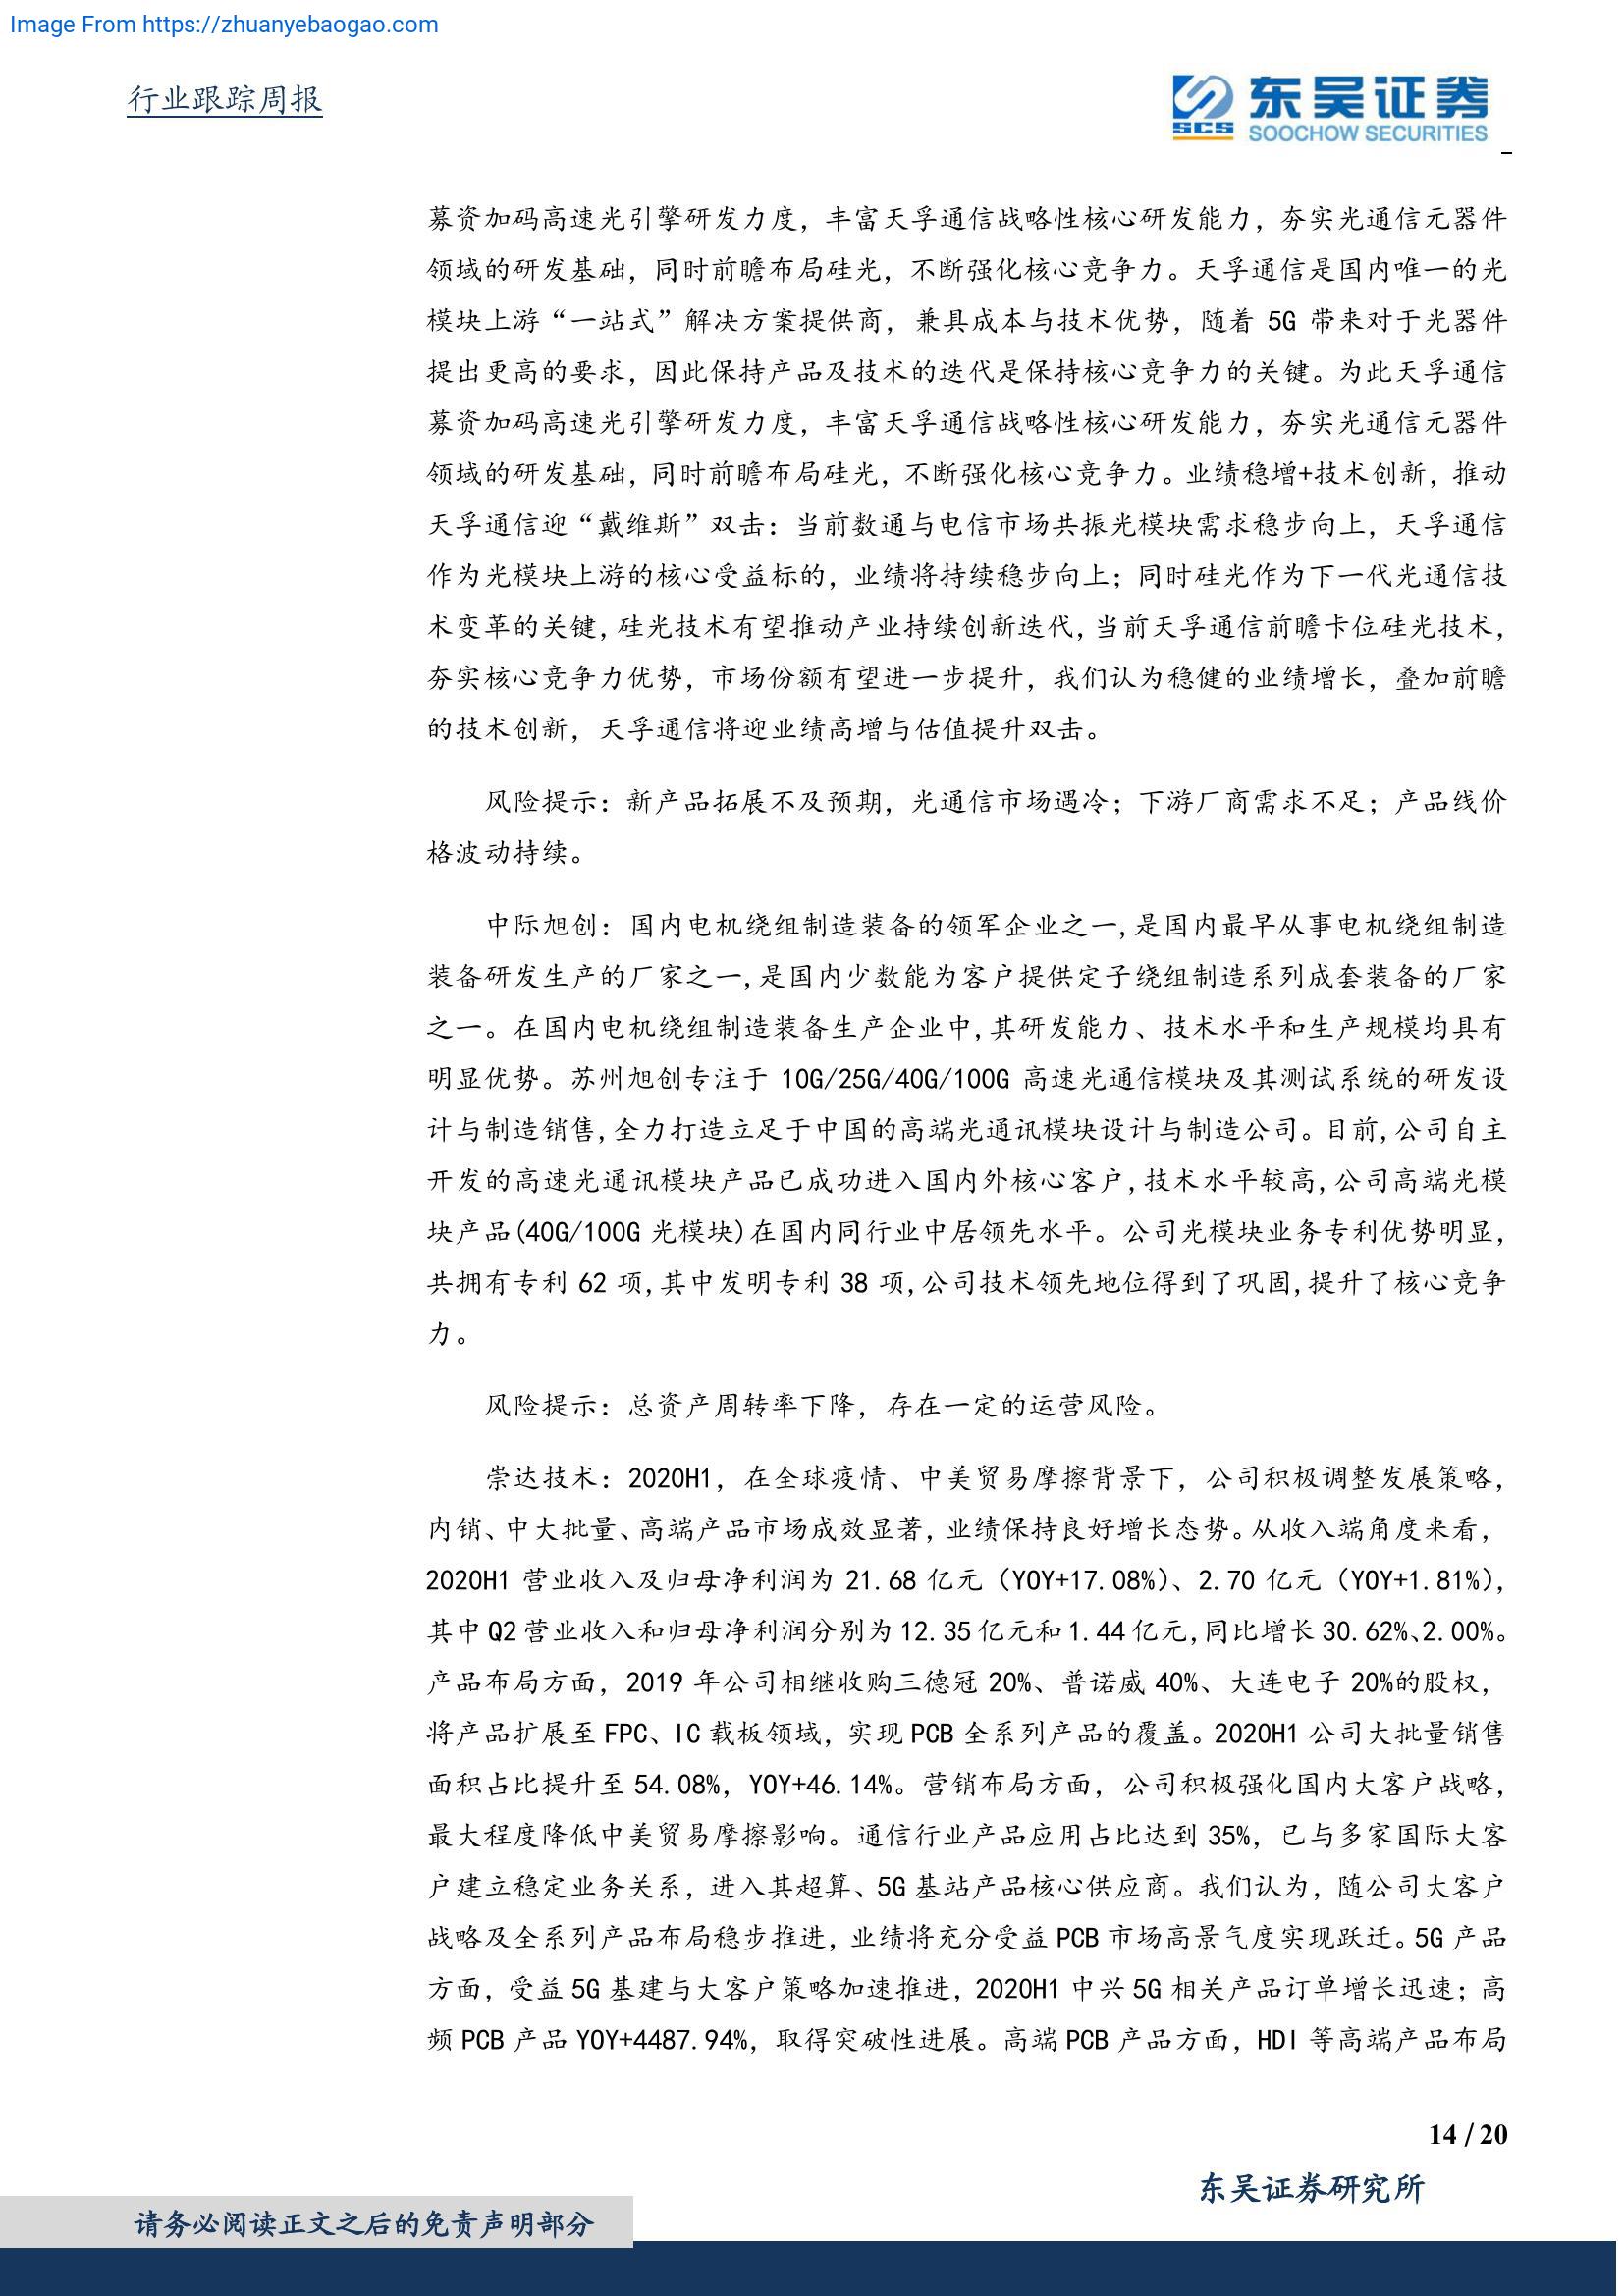 Image From https://zhuanyebaogao.com
行业跟踪周报
东吴证券
SCS
SOOCHOW SECURITIES
募资加码高速光引擎研发力度，丰富天孚通信战略性核心研发能力，夯实光通信元器件
领域的研发基础，同时前瞻布局硅光，不断强化核心竞争力。天孚通信是国内唯一的光
模块上游“一站式”解决方案提供商，兼具成本与技术优势，随着 5G 带来对于光器件
提出更高的要求，因此保持产品及技术的迭代是保持核心竞争力的关键。为此天孚通信
募资加码高速光引擎研发力度，丰富天孚通信战略性核心研发能力，夯实光通信元器件
领域的研发基础，同时前瞻布局硅光，不断强化核心竞争力。业绩稳增+技术创新，推动
天孚通信迎“戴维斯”双击：当前数通与电信市场共振光模块需求稳步向上，天孚通信
作为光模块上游的核心受益标的，业绩将持续稳步向上；同时硅光作为下一代光通信技
术变革的关键，硅光技术有望推动产业持续创新迭代，当前天孚通信前瞻卡位硅光技术，
夯实核心竞争力优势，市场份额有望进一步提升，我们认为稳健的业绩增长，叠加前瞻
的技术创新，天孚通信将迎业绩高增与估值提升双击。
风险提示：新产品拓展不及预期，光通信市场遇冷；下游厂商需求不足；产品线价
格波动持续。
中际旭创：国内电机绕组制造装备的领军企业之一,是国内最早从事电机绕组制造
装备研发生产的厂家之一,是国内少数能为客户提供定子绕组制造系列成套装备的厂家
之一。在国内电机绕组制造装备生产企业中,其研发能力、技术水平和生产规模均具有
明显优势。苏州旭创专注于 10G/25G/40G/100G 高速光通信模块及其测试系统的研发设
计与制造销售,全力打造立足于中国的高端光通讯模块设计与制造公司。目前,公司自主
开发的高速光通讯模块产品已成功进入国内外核心客户,技术水平较高,公司高端光模
块产品(40G/100G 光模块)在国内同行业中居领先水平。公司光模块业务专利优势明显,
共拥有专利 62 项,其中发明专利 38 项,公司技术领先地位得到了巩固,提升了核心竞争
力。
风险提示：总资产周转率下降，存在一定的运营风险。
崇达技术：2020H1，在全球疫情、中美贸易摩擦背景下，公司积极调整发展策略，
内销、中大批量、高端产品市场成效显著，业绩保持良好增长态势。从收入端角度来看，
2020H1 营业收入及归母净利润为 21.68 亿元（YOY+17.08%）、2.70 亿元（YOY+1.81%），
其中 Q2 营业收入和归母净利润分别为 12.35 亿元和 1.44 亿元，同比增长 30.62%、2.00%。
产品布局方面，2019 年公司相继收购三德冠 20%、普诺威 40%、大连电子 20%的股权，
将产品扩展至 FPC、IC 载板领域，实现 PCB 全系列产品的覆盖。2020H1 公司大批量销售
面积占比提升至 54.08%，YOY+46.14%。营销布局方面，公司积极强化国内大客户战略，
最大程度降低中美贸易摩擦影响。通信行业产品应用占比达到 35%，已与多家国际大客
户建立稳定业务关系，进入其超算、5G 基站产品核心供应商。我们认为，随公司大客户
战略及全系列产品布局稳步推进，业绩将充分受益 PCB 市场高景气度实现跃迁。5G 产品
方面，受益 5G 基建与大客户策略加速推进，2020H1 中兴 5G 相关产品订单增长迅速；高
频 PCB 产品 YOY+4487.94%，取得突破性进展。高端 PCB 产品方面，HDI 等高端产品布局
14 / 20
东吴证券研究所
请务必阅读正文之后的免责声明部分